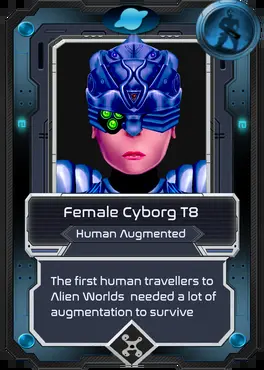 Female Cyborg T8
Human Augmented
The first human travellers to
Alien Worlds needed a lot of
augmentation to survive